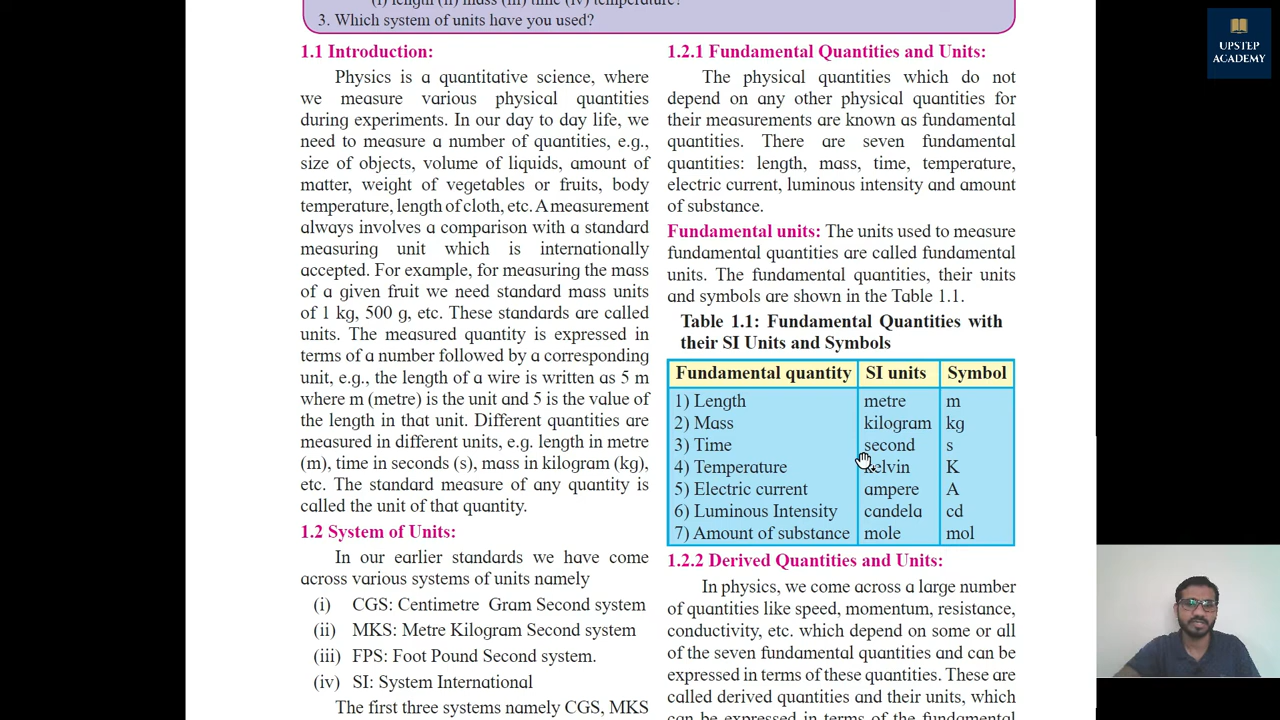 (i) length (ii) mass (iii) time (iv) temperature?
3. Which system of units have you used?
1.1 Introduction:
Physics is a quantitative science, where
we measure various physical quantities
during experiments. In our day to day life, we
need to measure a number of quantities, e.g.,
size of objects, volume of liquids, amount of
matter, weight of vegetables or fruits, body
temperature, length of cloth, etc. A measurement
always involves a comparison with a standard
measuring unit which is internationally
accepted. For example, for measuring the mass
of a given fruit we need standard mass units
of 1 kg, 500 g, etc. These standards are called
units. The measured quantity is expressed in
terms of a number followed by a corresponding
unit, e.g., the length of a wire is written as 5 m
where m (metre) is the unit and 5 is the value of
the length in that unit. Different quantities are
measured in different units, e.g. length in metre
(m), time in seconds (s), mass in kilogram (kg),
etc. The standard measure of any quantity is
called the unit of that quantity.
1.2 System of Units:
In our earlier standards we have come
across various systems of units namely
(i) CGS: Centimetre Gram Second system
(ii) MKS: Metre Kilogram Second system
(iii) FPS: Foot Pound Second system.
(iv) SI: System International
The first three systems namely CGS, MKS
1.2.1 Fundamental Quantities and Units:
The physical quantities which do not
depend on any other physical quantities for
their measurements are known as fundamental
quantities. There are seven fundamental
quantities: length, mass, time, temperature,
electric current, luminous intensity and amount
of substance.
Fundamental units: The units used to measure
fundamental quantities are called fundamental
units. The fundamental quantities, their units
and symbols are shown in the Table 1.1.
Table 1.1: Fundamental Quantities with
their SI Units and Symbols
Fundamental quantity SI units Symbol
1) Length metre m
2) Mass kilogram kg
3) Time second s
4) Temperature kelvin K
5) Electric current ampere A
6) Luminous Intensity candela cd
7) Amount of substance mole mol
1.2.2 Derived Quantities and Units:
In physics, we come across a large number
of quantities like speed, momentum, resistance,
conductivity, etc. which depend on some or all
of the seven fundamental quantities and can be
expressed in terms of these quantities. These are
called derived quantities and their units, which
can be expressed in terms of the fundamental
UPSTEP
ACADEMY